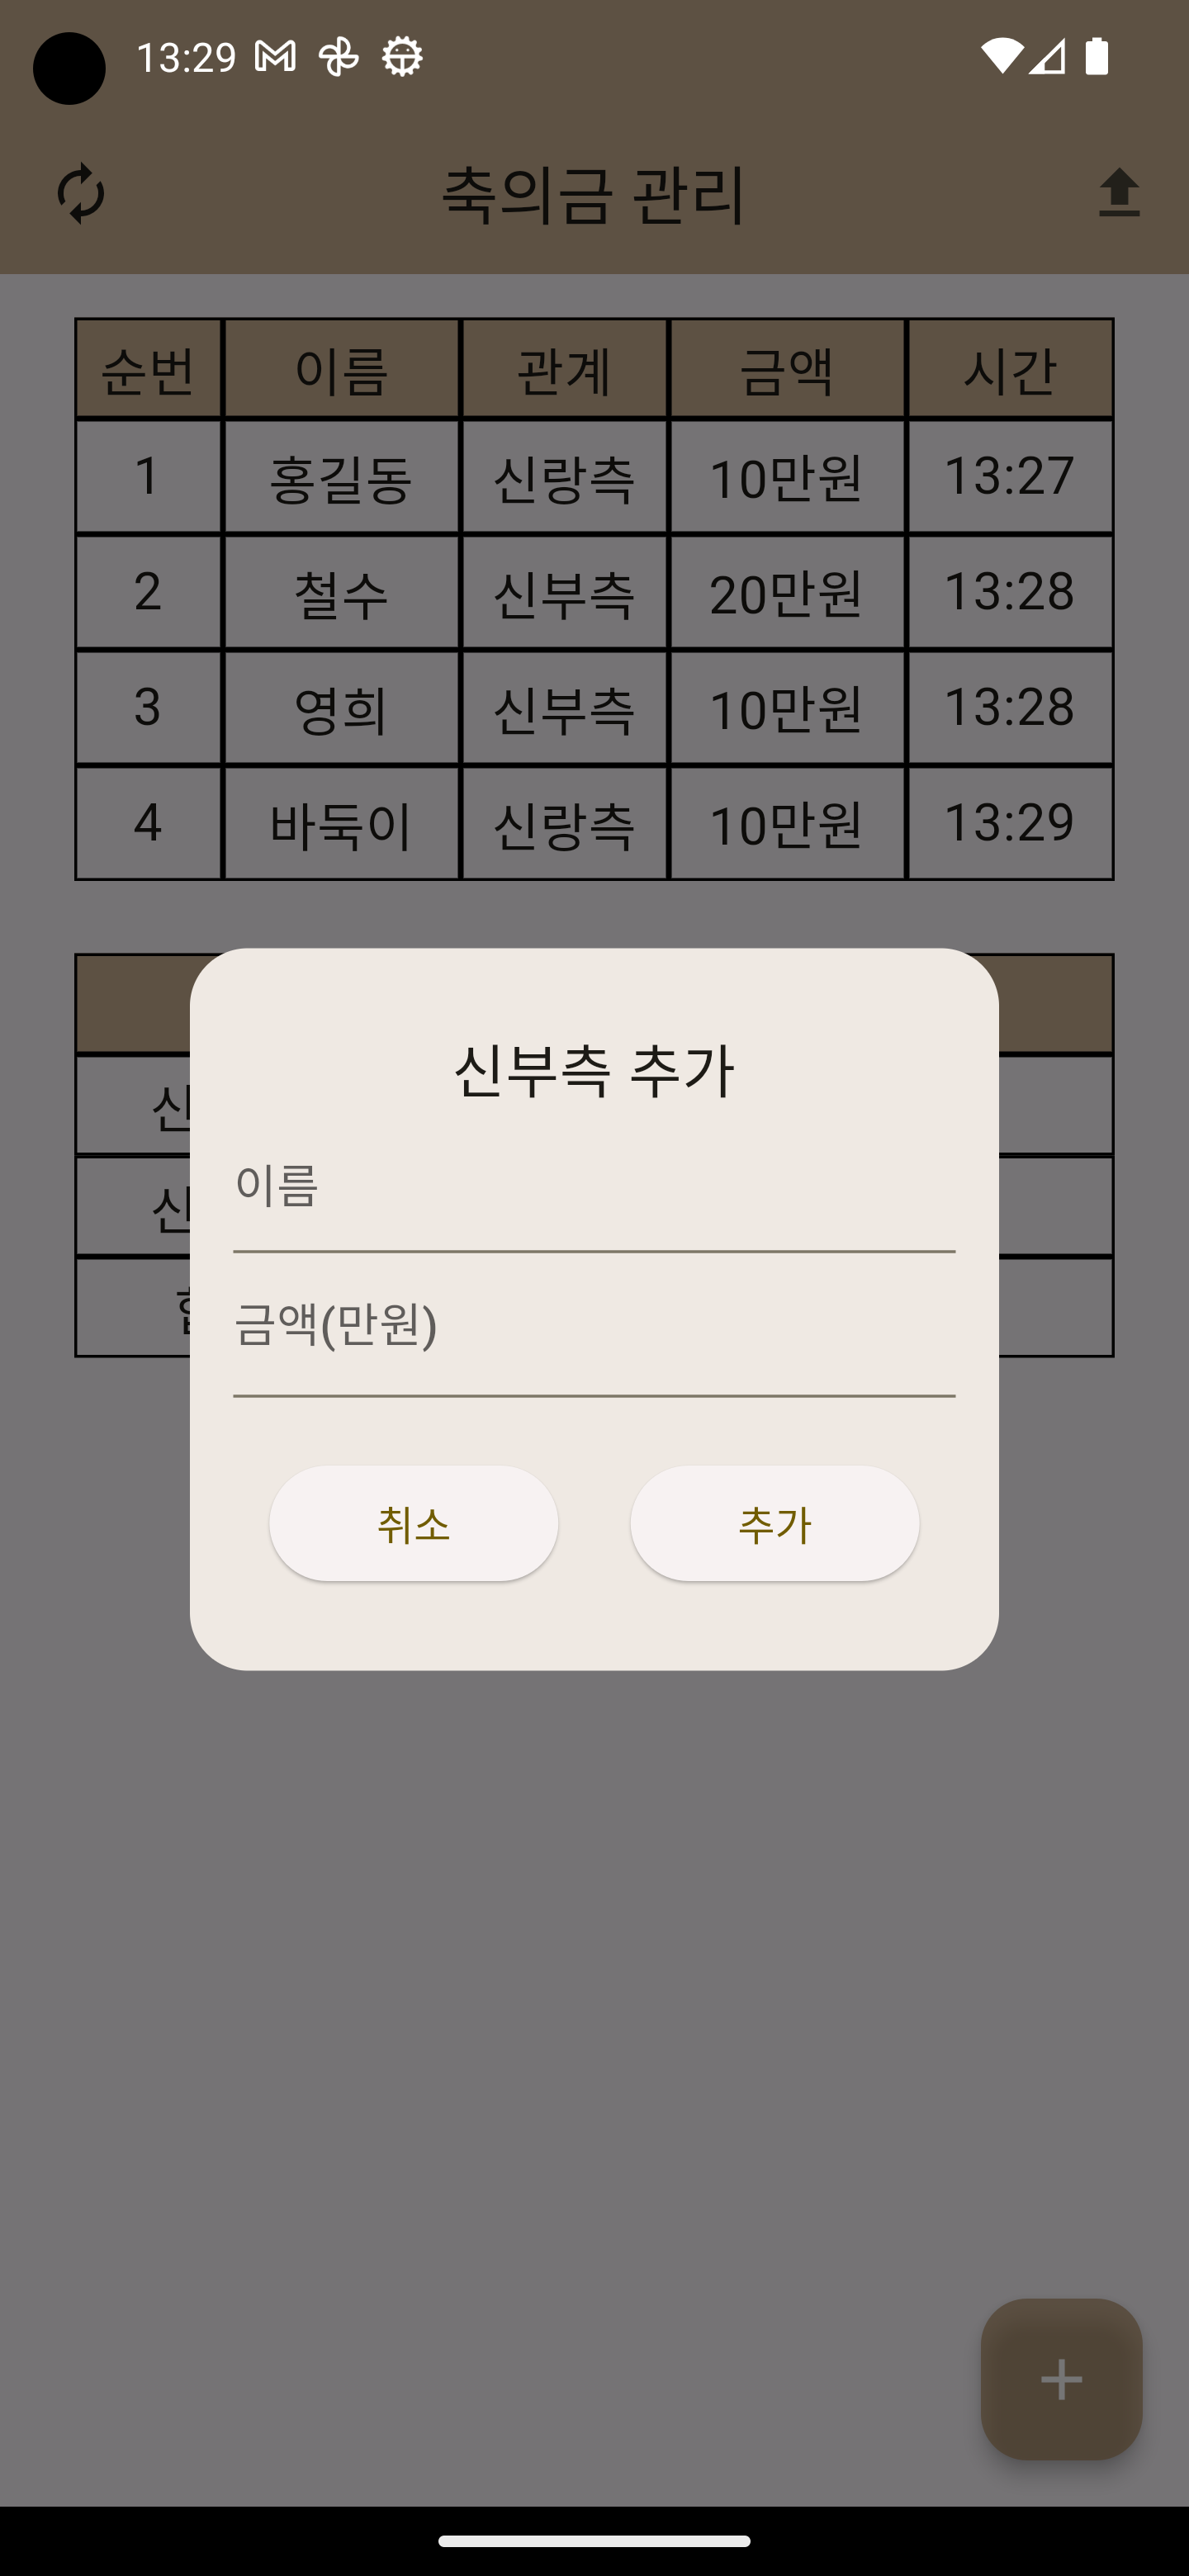 13:29
축의금 관리
순번 이름 관계 금액 시간
1 홍길동 신랑측 10만원 13:27
2 철수 신부측 20만원 13:28
3 영희 신부측 10만원 13:28
4 바둑이 신랑측 10만원 13:29
신부측 추가
신
이름
신
금액(만원)
취소 추가